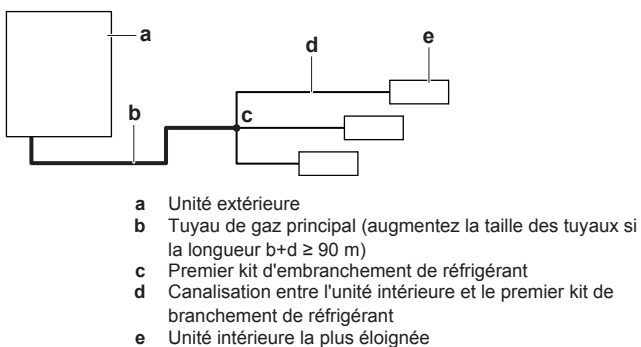 a
d
e
b
c
a Unité extérieure
b Tuyau de gaz principal (augmentez la taille des tuyaux si
la longueur b+d ≥ 90 m)
c Premier kit d'embranchement de réfrigérant
d Canalisation entre l'unité intérieure et le premier kit de
branchement de réfrigérant
e Unité intérieure la plus éloignée